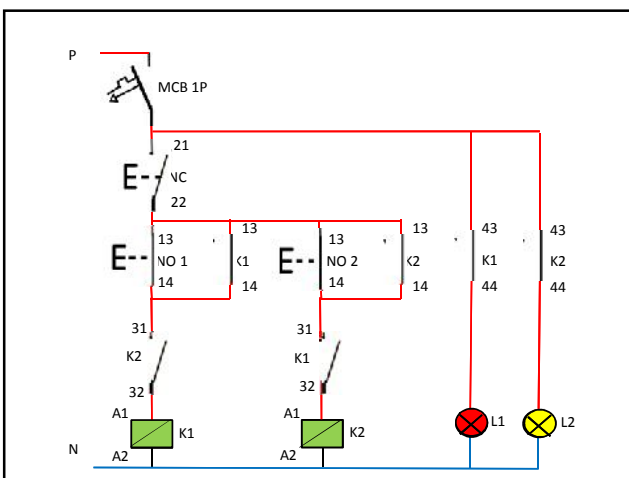 P
MCB 1P
21
NC
22
13 13 13 13 43 43
NO 1 K1 NO 2 K2 K1 K2
14 14 14 14 44 44
31 31
K2 K1
32 32
A1 A1
K1 K2 L1 L2
A2 A2
N